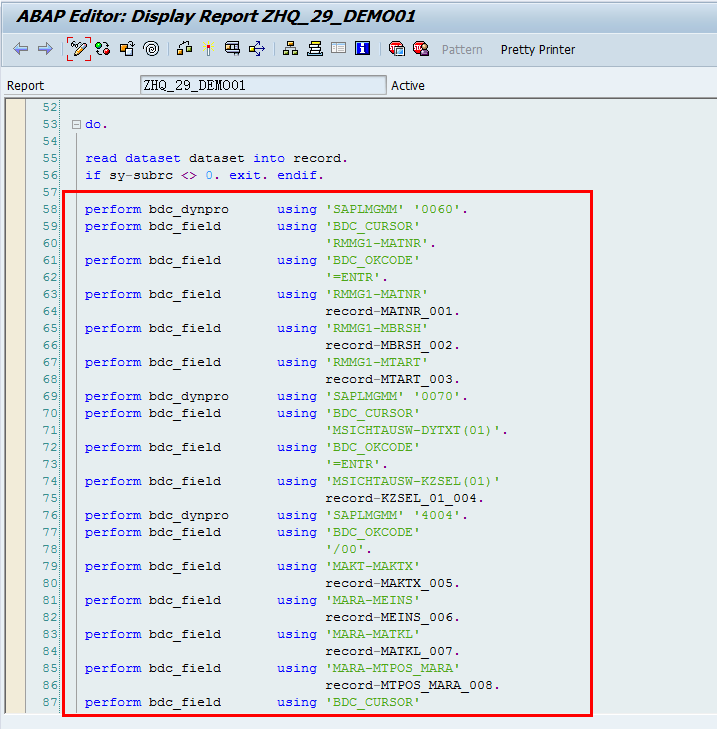 ABAP Editor: Display Report ZHQ_29_DEMO01
Pattern Pretty Printer
Report ZHQ_29_DEMO01 Active
52
53 do.
54
55 read dataset dataset into record.
56 if sy-subrc <> 0. exit. endif.
57
58 perform bdc_dynpro using 'SAPLMGMM' '0060'.
59 perform bdc_field using 'BDC_CURSOR'
60 'RMMG1-MATNR'.
61 perform bdc_field using 'BDC_OKCODE'
62 '=ENTR'.
63 perform bdc_field using 'RMMG1-MATNR'
64 record-MATNR_001.
65 perform bdc_field using 'RMMG1-MBRSH'
66 record-MBRSH_002.
67 perform bdc_field using 'RMMG1-MTART'
68 record-MTART_003.
69 perform bdc_dynpro using 'SAPLMGMM' '0070'.
70 perform bdc_field using 'BDC_CURSOR'
71 'MSICHTAUSW-DYTXT(01)'.
72 perform bdc_field using 'BDC_OKCODE'
73 '=ENTR'.
74 perform bdc_field using 'MSICHTAUSW-KZSEL(01)'
75 record-KZSEL_01_004.
76 perform bdc_dynpro using 'SAPLMGMM' '4004'.
77 perform bdc_field using 'BDC_OKCODE'
78 '/00'.
79 perform bdc_field using 'MAKT-MAKTX'
80 record-MAKTX_005.
81 perform bdc_field using 'MARA-MEINS'
82 record-MEINS_006.
83 perform bdc_field using 'MARA-MATKL'
84 record-MATKL_007.
85 perform bdc_field using 'MARA-MTPOS_MARA'
86 record-MTPOS_MARA_008.
87 perform bdc_field using 'BDC_CURSOR'